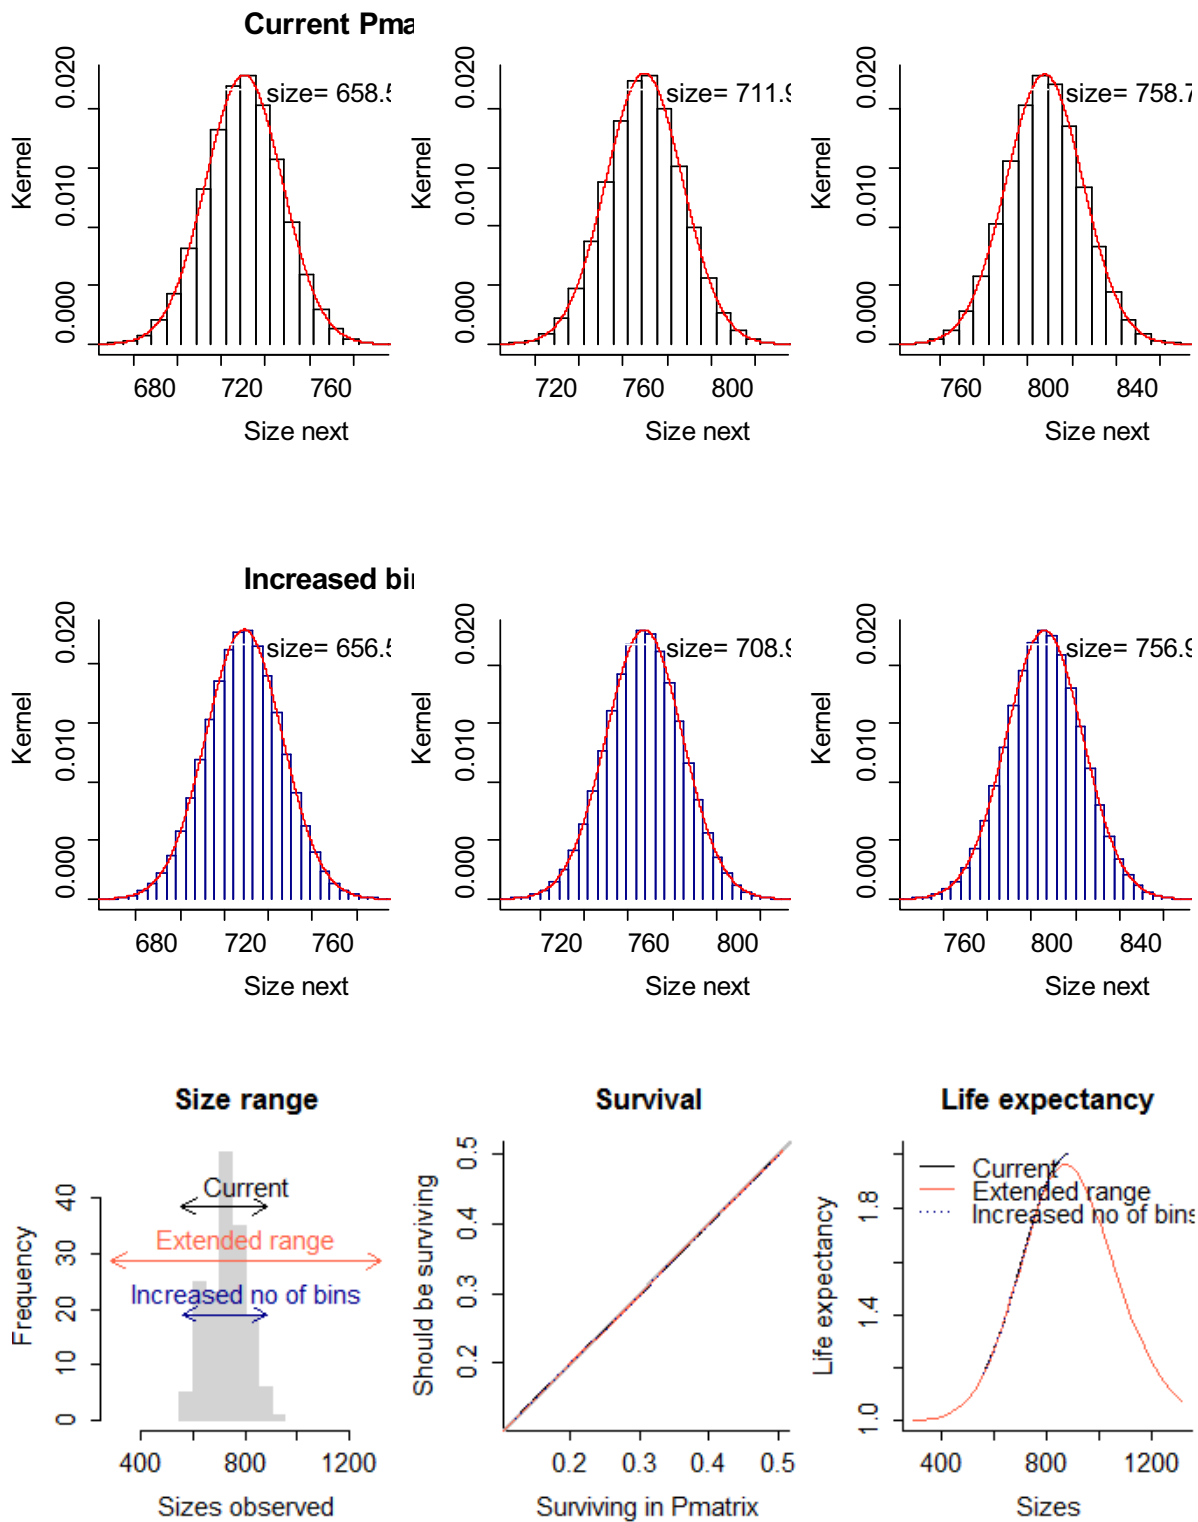 Current Pma
0.020
0.010
0.000
Kernel
size= 658.5
680 720 760
Size next
0.020
0.010
0.000
Kernel
size= 711.9
720 760 800
Size next
0.020
0.010
0.000
Kernel
size= 758.7
760 800 840
Size next
Increased bi
0.020
0.010
0.000
Kernel
size= 656.5
680 720 760
Size next
0.020
0.010
0.000
Kernel
size= 708.9
720 760 800
Size next
0.020
0.010
0.000
Kernel
size= 756.9
760 800 840
Size next
Size range
Frequency
40
30
20
10
0
Current
Extended range
Increased no of bins
400 800 1200
Sizes observed
Survival
Should be surviving
0.5
0.4
0.3
0.2
0.2 0.3 0.4 0.5
Surviving in Pmatrix
Life expectancy
Life expectancy
1.8
1.4
1.0
Current
Extended range
Increased no of bins
400 800 1200
Sizes